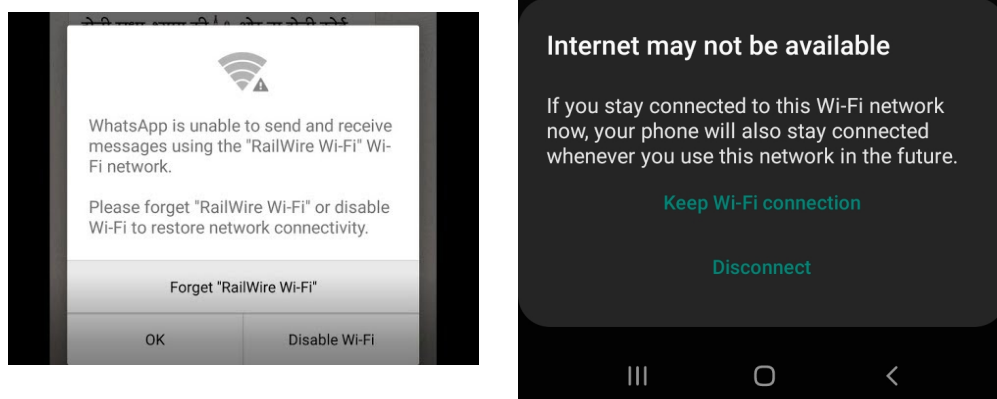 WhatsApp is unable to send and receive
messages using the "RailWire Wi-Fi" Wi-
Fi network.
Please forget "RailWire Wi-Fi" or disable
Wi-Fi to restore network connectivity.
Forget "RailWire Wi-Fi"
OK
Disable Wi-Fi
Internet may not be available
If you stay connected to this Wi-Fi network
now, your phone will also stay connected
whenever you use this network in the future.
Keep Wi-Fi connection
Disconnect